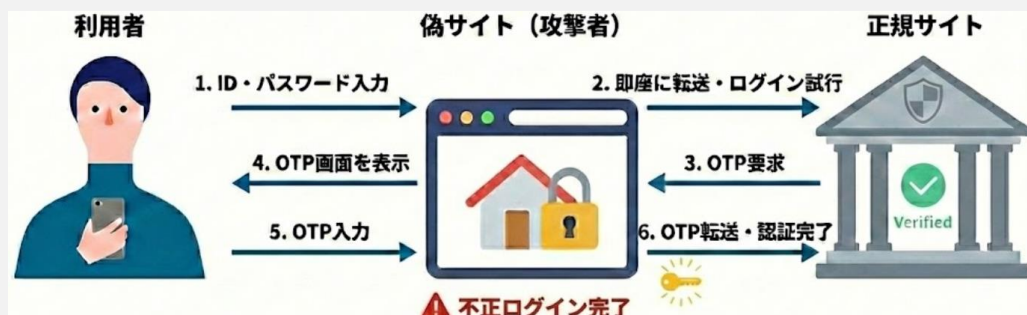 利用者
偽サイト（攻撃者）
正規サイト
1. ID・パスワード入力
2. 即座に転送・ログイン試行
4. OTP画面を表示
3. OTP要求
5. OTP入力
6. OTP転送・認証完了
Verified
不正ログイン完了